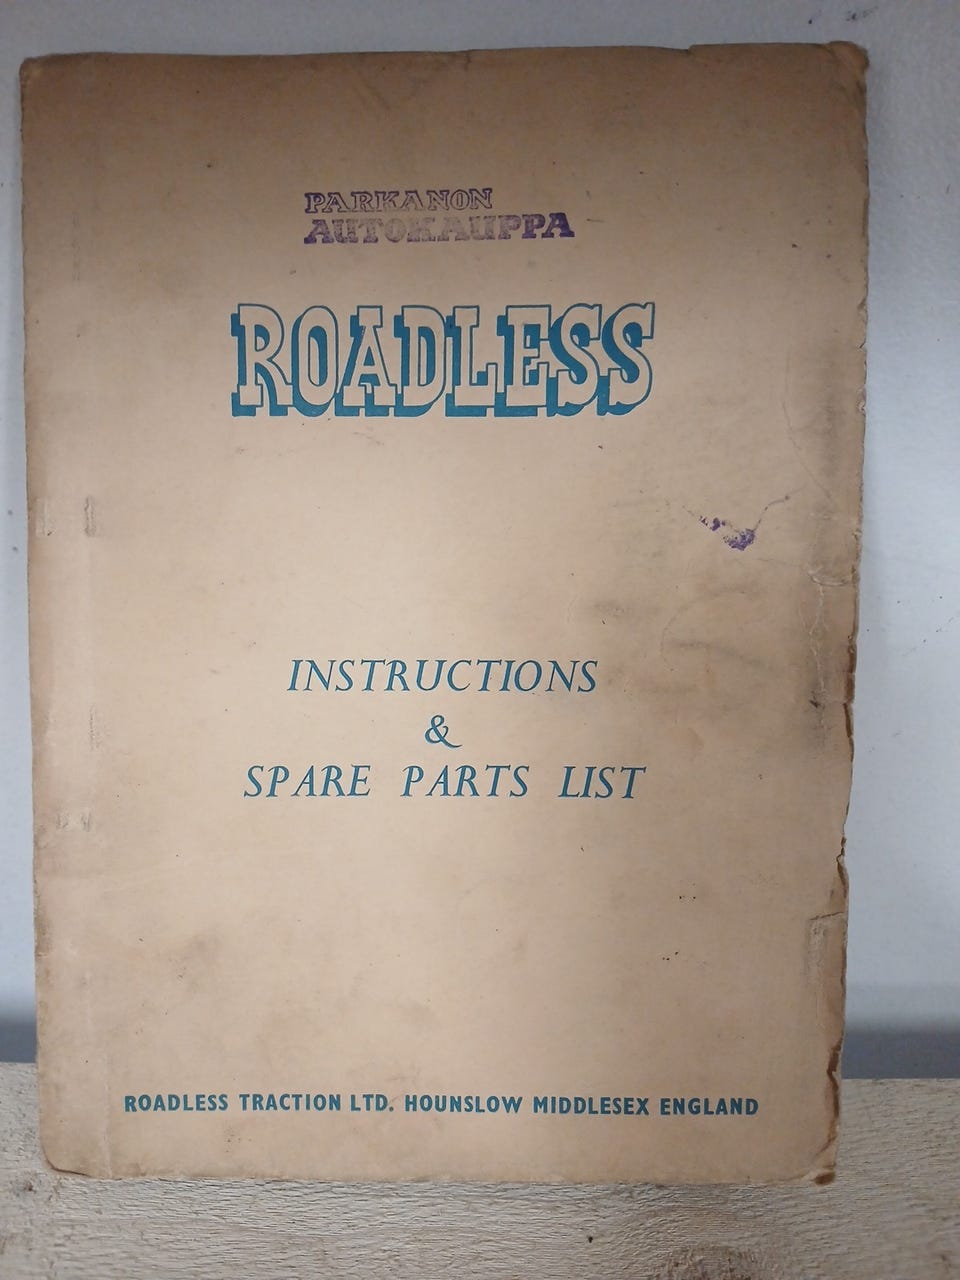 PARKANON
AUTOKAUPPA
ROADLESS
INSTRUCTIONS
&
SPARE PARTS LIST
ROADLESS TRACTION LTD. HOUNSLOW MIDDLESEX ENGLAND